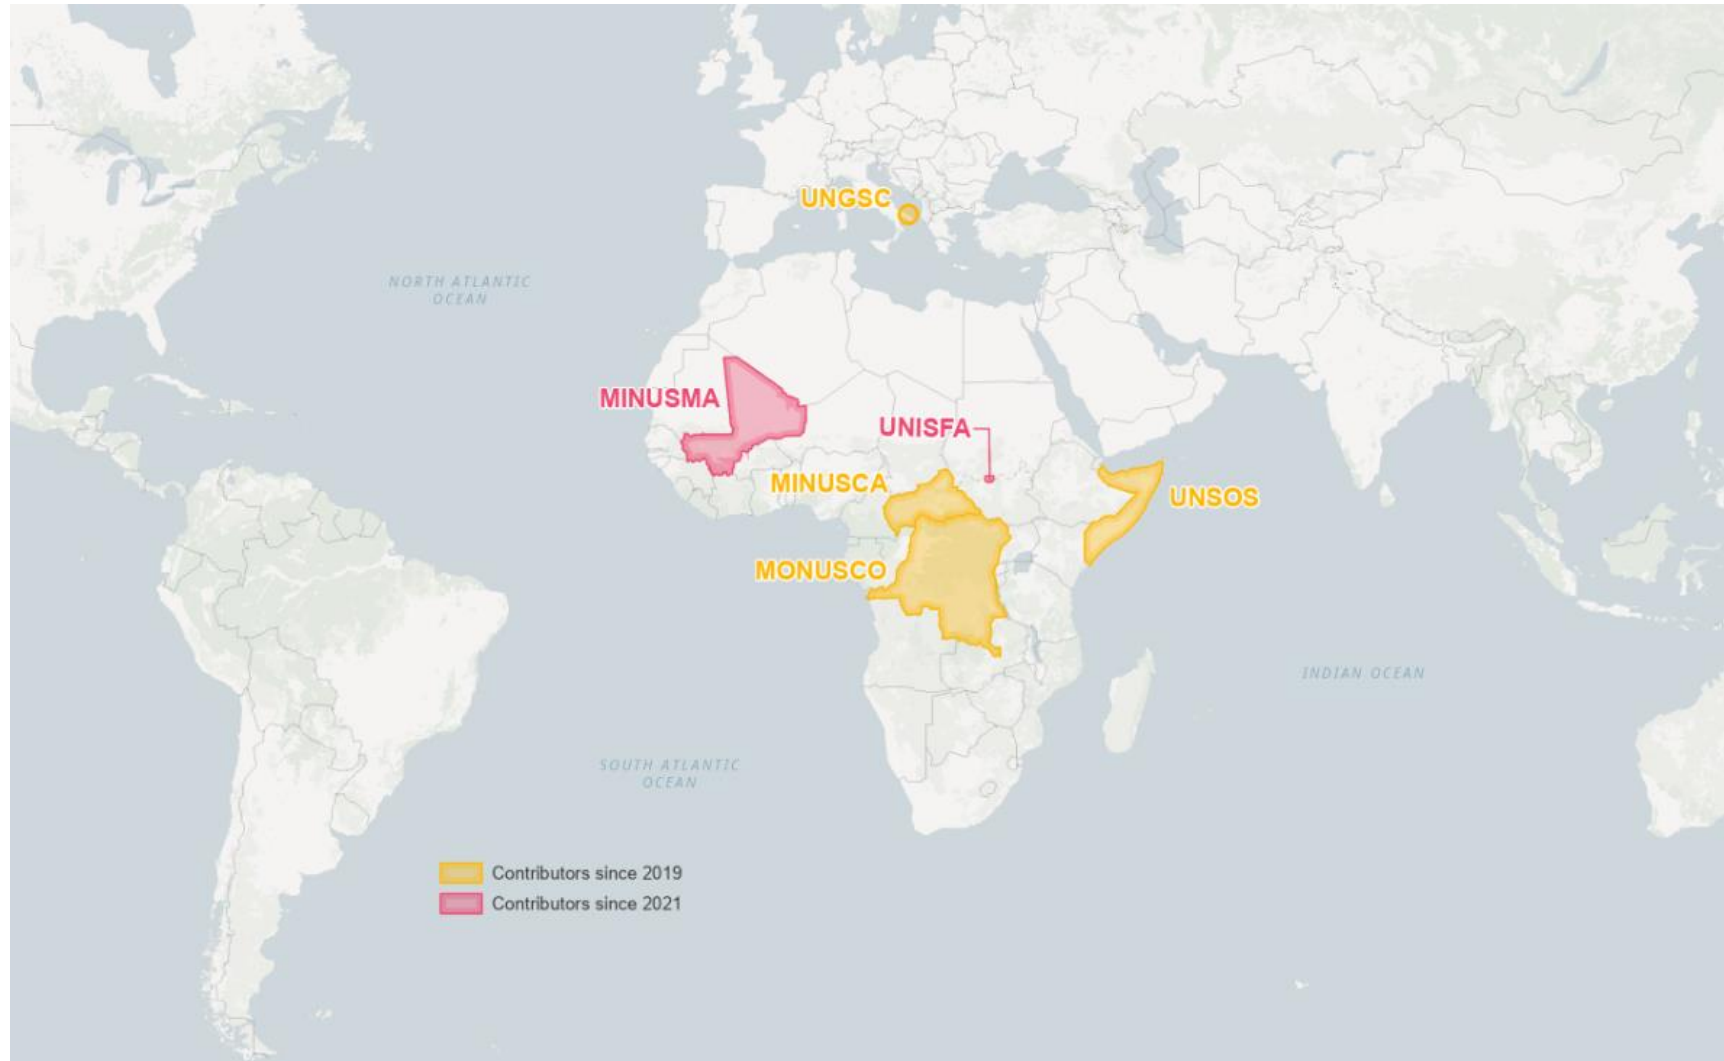 UNGSC
NORTH ATLANTIC
OCEAN
MINUSMA
UNISFA
MINUSCA
UNSOS
MONUSCO
INDIAN OCEAN
SOUTH ATLANTIC
OCEAN
Contributors since 2019
Contributors since 2021